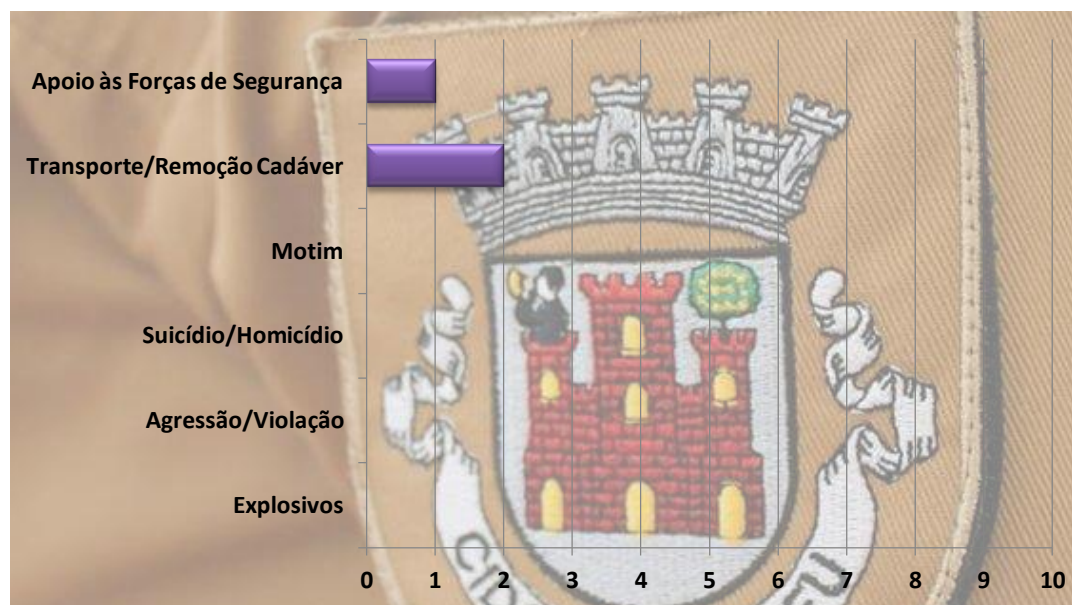 Apoio às Forças de Segurança
Transporte/Remoção Cadáver
Motim
Suicídio/Homicídio
Agressão/Violação
Explosivos
0 1 2 3 4 5 6 7 8 9 10